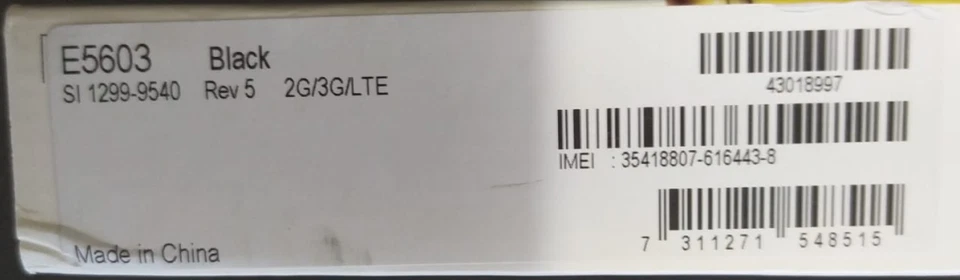 E5603 Black
SI 1299-9540 Rev 5 2G/3G/LTE
43018997
IMEI : 35418807-616443-8
7 311271 548515
Made in China